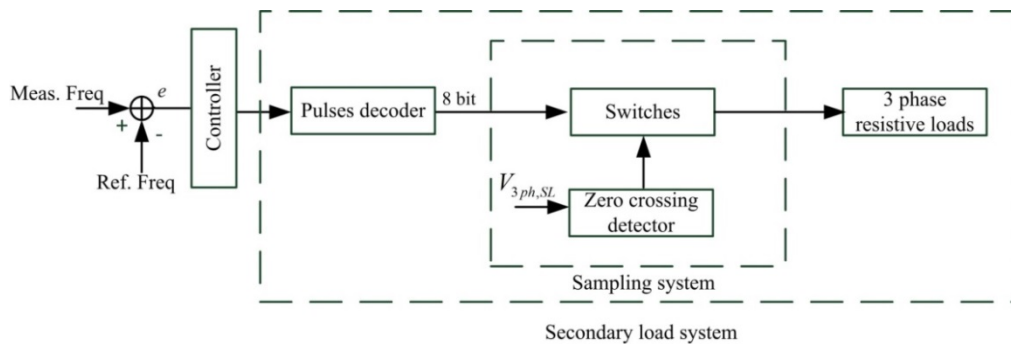 Meas. Freq
+
-
e
Ref. Freq
Controller
Pulses decoder
8 bit
Switches
V3ph,SL
Zero crossing
detector
3 phase
resistive loads
Sampling system
Secondary load system